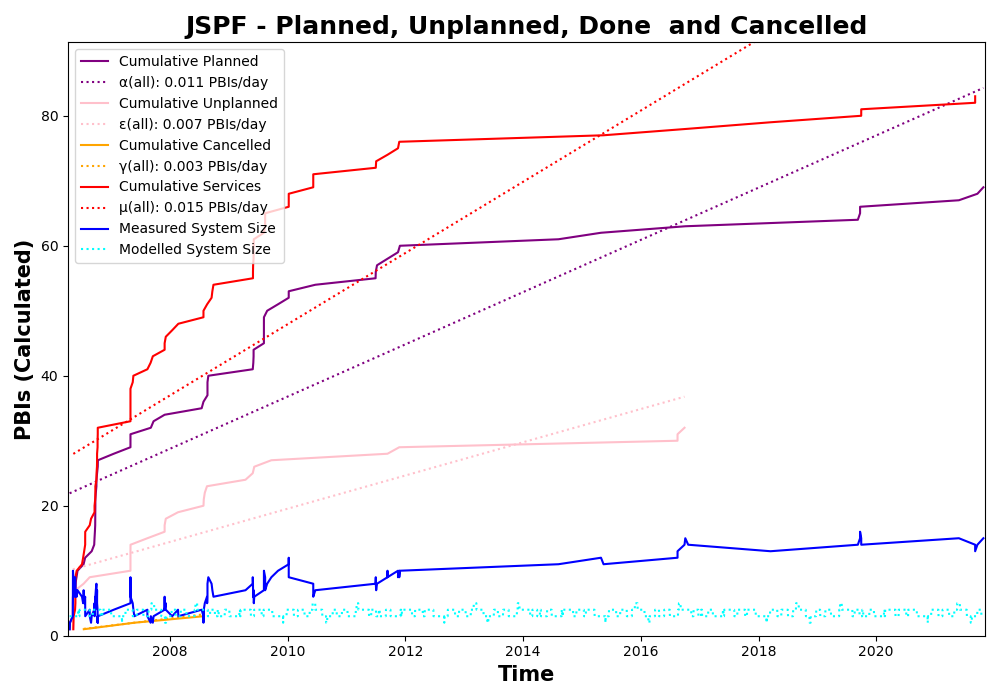 JSPF - Planned, Unplanned, Done  and Cancelled
PBIs (Calculated)
80
60
40
20
0
Cumulative Planned
α(all): 0.011 PBIs/day
Cumulative Unplanned
ε(all): 0.007 PBIs/day
Cumulative Cancelled
γ(all): 0.003 PBIs/day
Cumulative Services
μ(all): 0.015 PBIs/day
Measured System Size
Modelled System Size
2008 2010 2012 2014 2016 2018 2020
Time